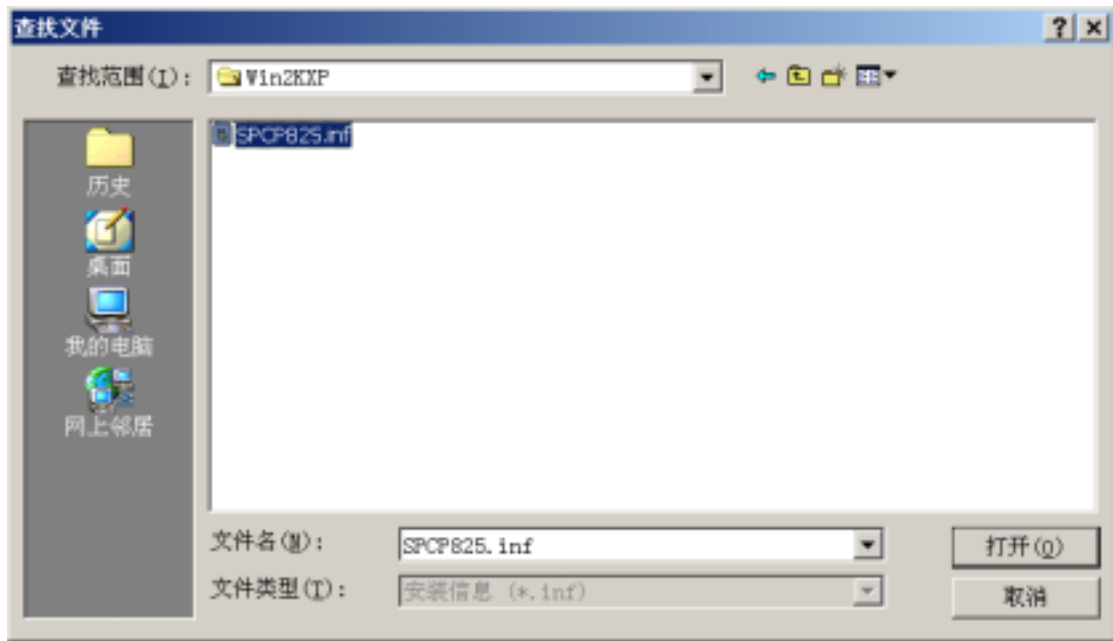 查找文件
查找范围(I):
Win2KXP
SPCP825.inf
历史
桌面
我的电脑
网上邻居
文件名(N):
SPCP825.inf
打开(O)
文件类型(T):
安装信息 (*.inf)
取消